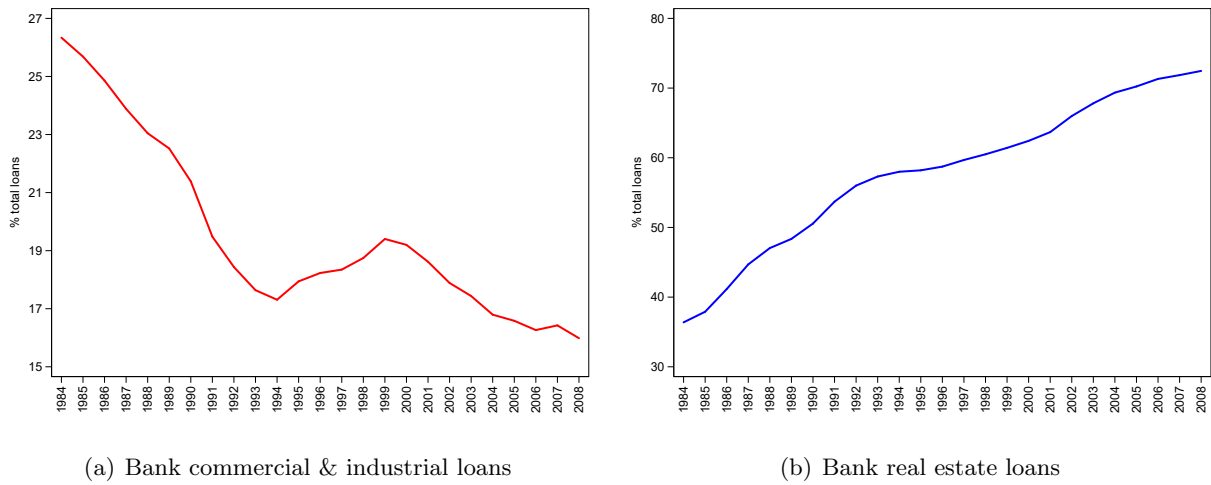 27
25
23
21
19
17
15
% total loans
1984 1985 1986 1987 1988 1989 1990 1991 1992 1993 1994 1995 1996 1997 1998 1999 2000 2001 2002 2003 2004 2005 2006 2007 2008
(a) Bank commercial & industrial loans
80
70
60
50
40
30
% total loans
1984 1985 1986 1987 1988 1989 1990 1991 1992 1993 1994 1995 1996 1997 1998 1999 2000 2001 2002 2003 2004 2005 2006 2007 2008
(b) Bank real estate loans